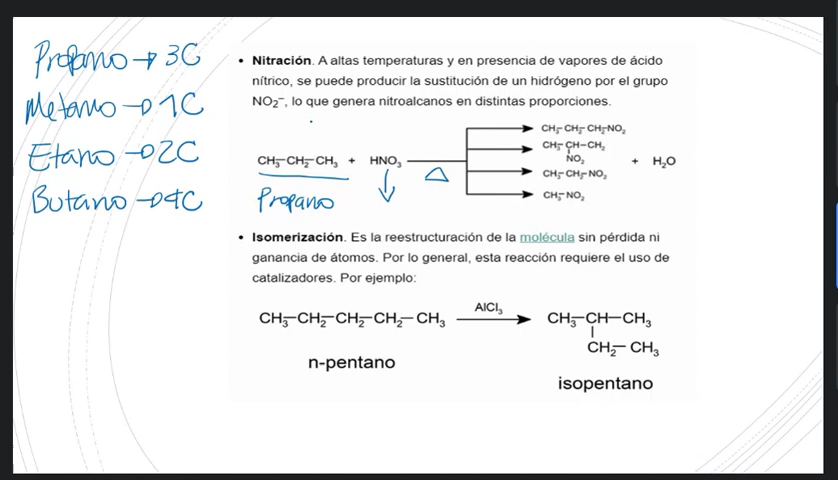 Propano → 3C
Metano → 1C
Etano → 2C
Butano → 4C
• Nitración. A altas temperaturas y en presencia de vapores de ácido
nítrico, se puede producir la sustitución de un hidrógeno por el grupo
NO₂⁻, lo que genera nitroalcanos en distintas proporciones.
CH₃–CH₂–CH₃ + HNO₃
Δ
CH₃–CH₂–CH₂–NO₂
CH₃–CH–CH₃
NO₂
CH₃–CH₂–NO₂
CH₃–NO₂
+ H₂O
Propano
• Isomerización. Es la reestructuración de la molécula sin pérdida ni
ganancia de átomos. Por lo general, esta reacción requiere el uso de
catalizadores. Por ejemplo:
CH₃–CH₂–CH₂–CH₂–CH₃
AlCl₃
CH₃–CH–CH₃
CH₂–CH₃
n-pentano
isopentano